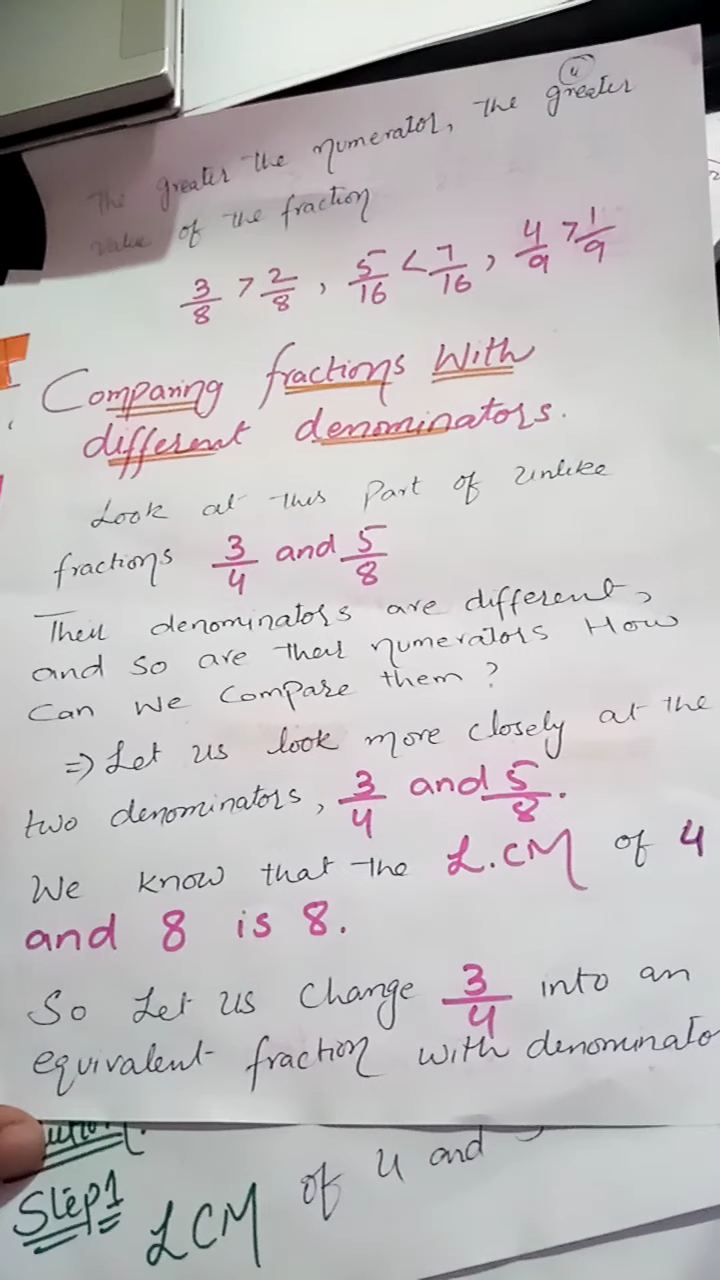 4
The greater the numerator, the greater
value of the fraction
3/8 > 2/8, 5/16 < 7/16, 4/9 > 1/9
Comparing fractions With
different denominators.
Look at this part of unlike
fractions 3/4 and 5/8
Their denominators are different,
and so are their numerators How
Can We Compare them?
⇒ Let us look more closely at the
two denominators, 3/4 and 5/8.
We know that the L.CM of 4
and 8 is 8.
So Let us change 3/4 into an
equivalent fraction with denominato
Step1
LCM of 4 and